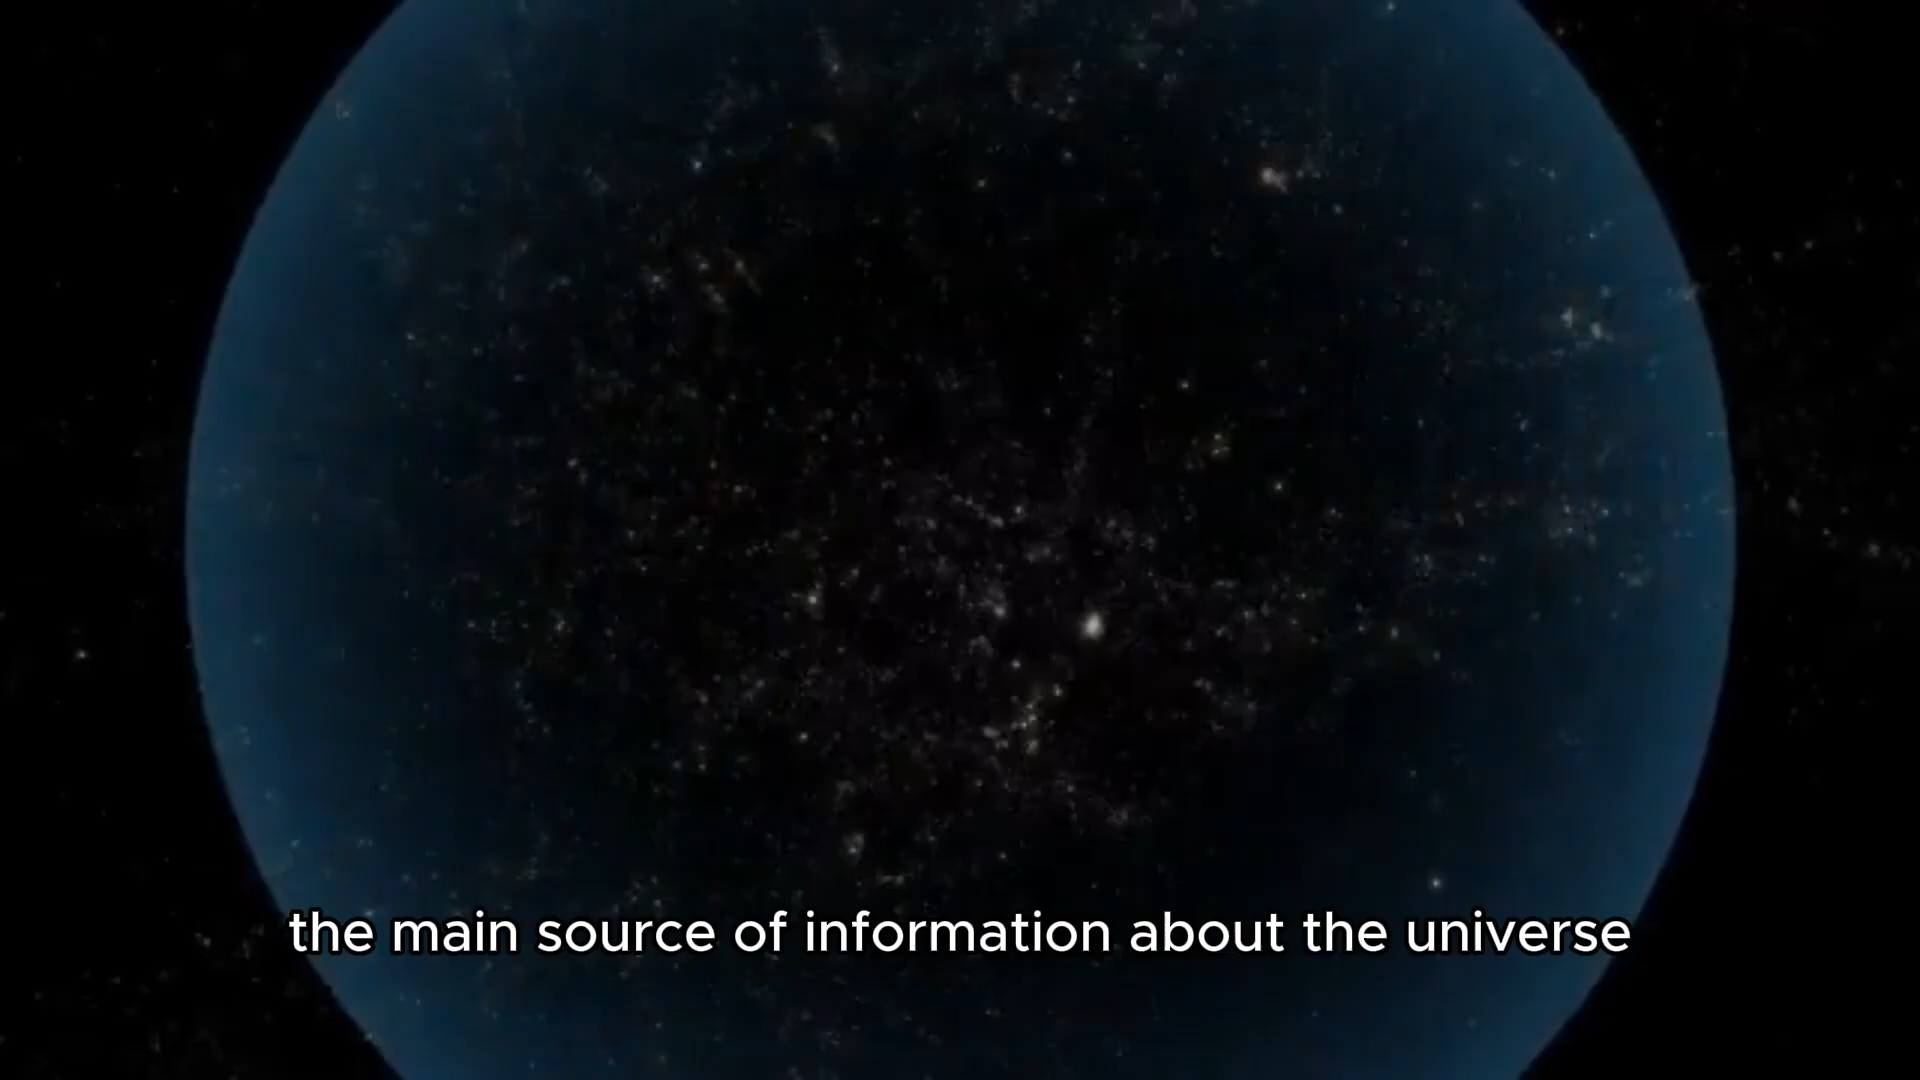 the main source of information about the universe